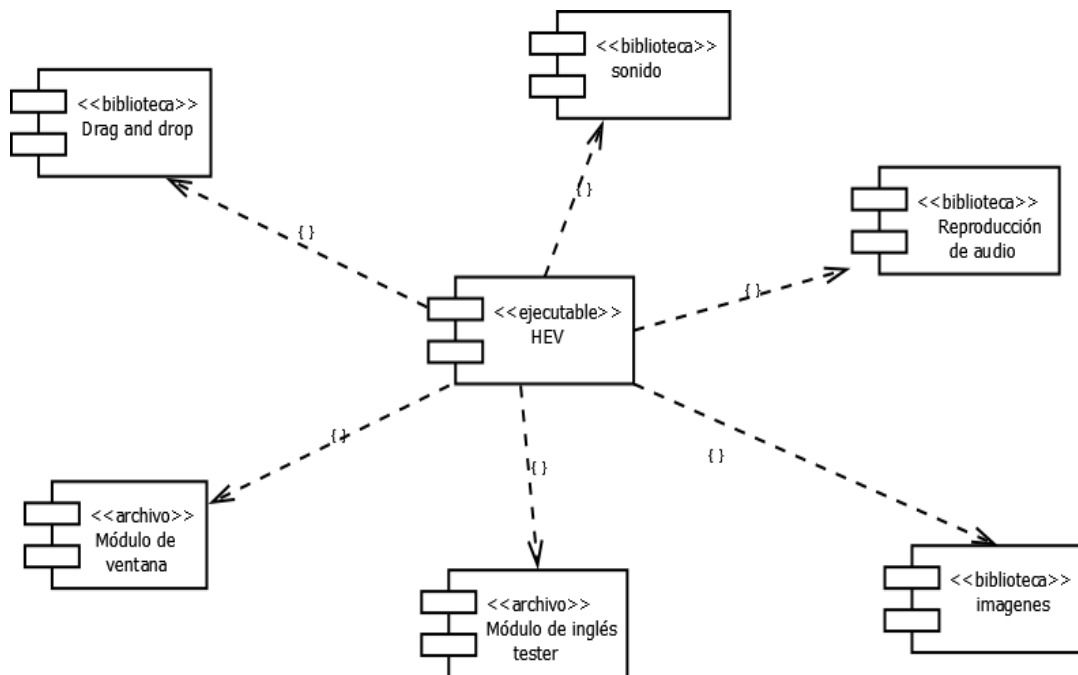 <<biblioteca>>
sonido
<<biblioteca>>
Drag and drop
{ }
<<biblioteca>>
Reproducción
de audio
{ }
{ }
<<ejecutable>>
HEV
{ }
{ }
{ }
<<archivo>>
Módulo de
ventana
<<archivo>>
Módulo de inglés
tester
<<biblioteca>>
imagenes